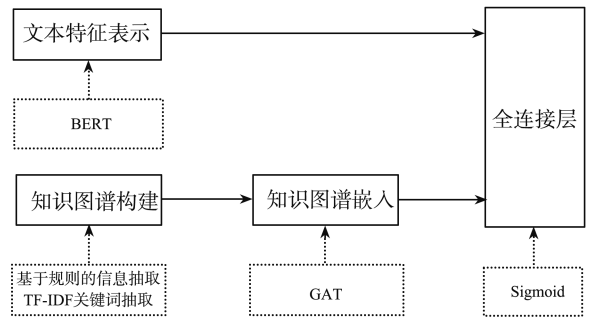 文本特征表示
BERT
全连接层
知识图谱构建
知识图谱嵌入
基于规则的信息抽取
TF-IDF关键词抽取
GAT
Sigmoid